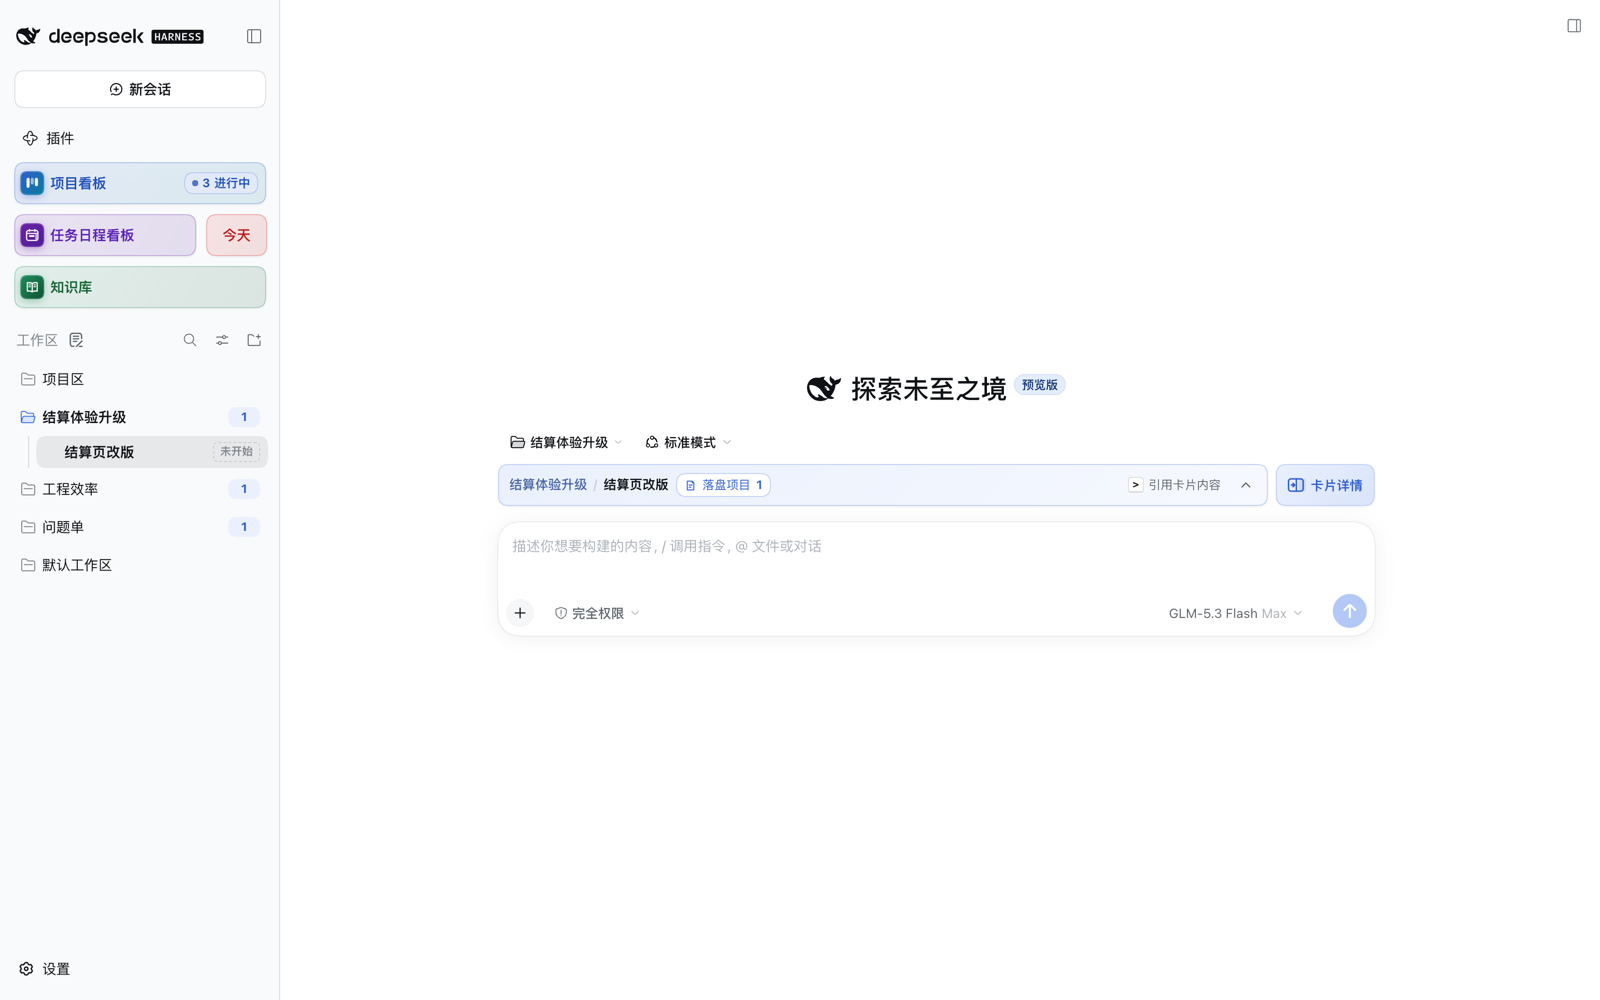 deepseek HARNESS
新会话
插件
项目看板 3 进行中
任务日程看板 今天
知识库
工作区
项目区
结算体验升级 1
结算页改版 未开始
工程效率 1
问题单 1
默认工作区
设置
探索未至之境 预览版
结算体验升级 标准模式
结算体验升级 / 结算页改版 落盘项目 1 > 引用卡片内容 卡片详情
描述你想要构建的内容, / 调用指令, @ 文件或对话
+ 完全权限 GLM-5.3 Flash Max